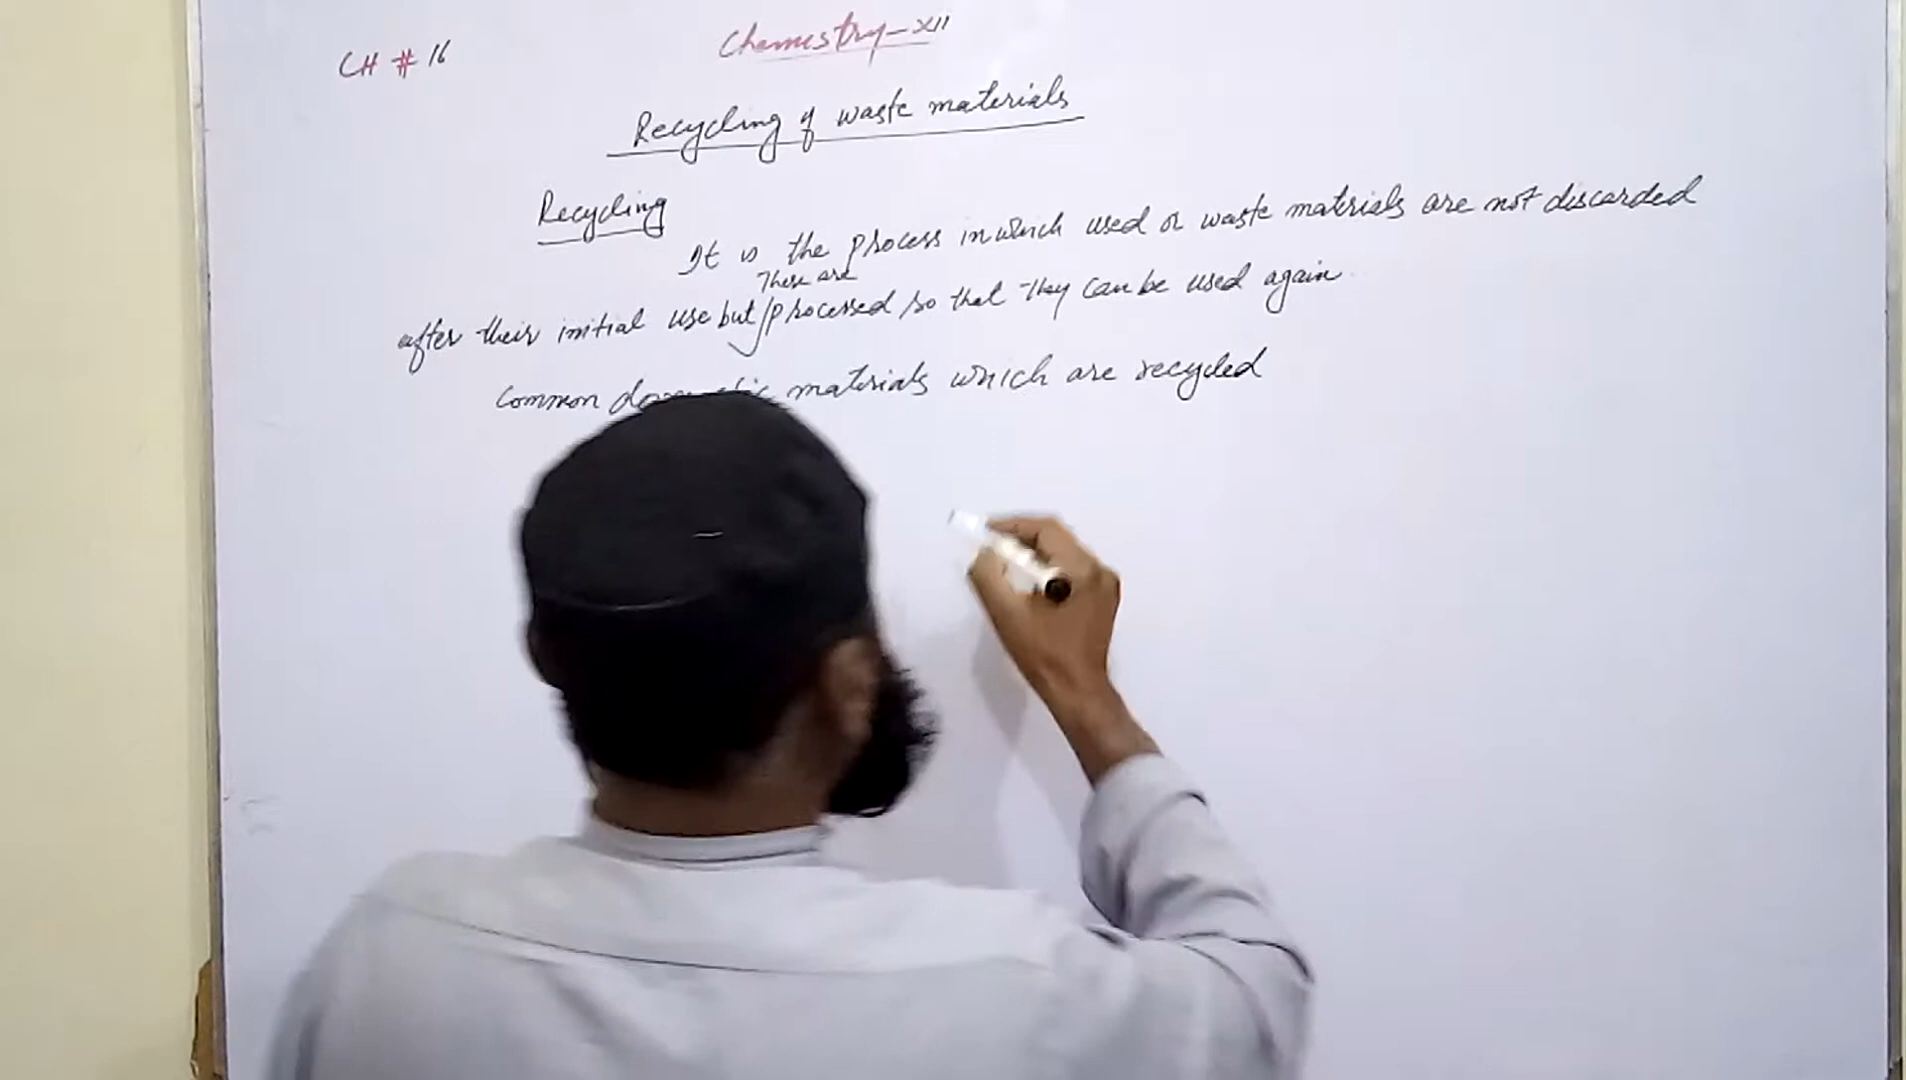 Chemestry-XII
CH # 16
Recycling of waste materials
Recycling
It is the process in which used or waste materials are not discarded
These are
after their initial use but / processed so that they can be used again
Common materials which are recycled